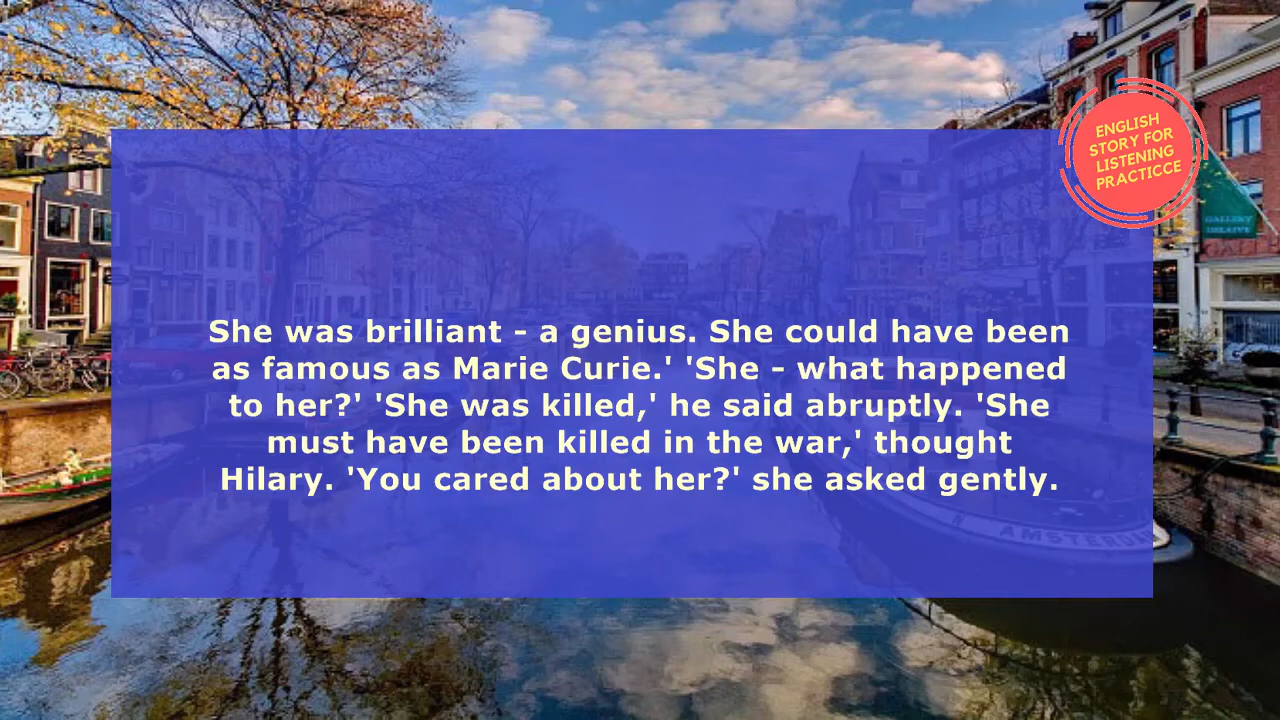 ENGLISH
STORY FOR
LISTENING
PRACTICCE
GALLERY
She was brilliant - a genius. She could have been
as famous as Marie Curie.' 'She - what happened
to her?' 'She was killed,' he said abruptly. 'She
must have been killed in the war,' thought
Hilary. 'You cared about her?' she asked gently.
AMSTERDAM